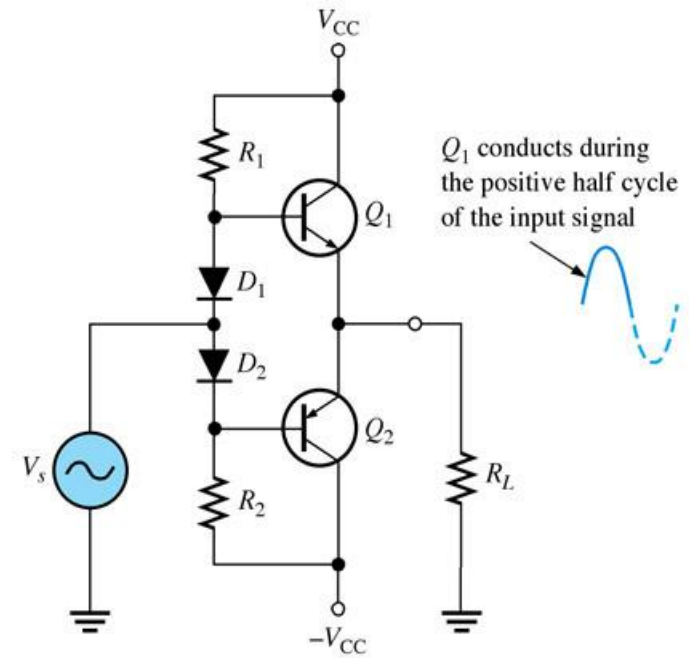 V_CC
R_1
Q_1
Q_1 conducts during
the positive half cycle
of the input signal
D_1
D_2
Q_2
V_s
R_L
R_2
–V_CC